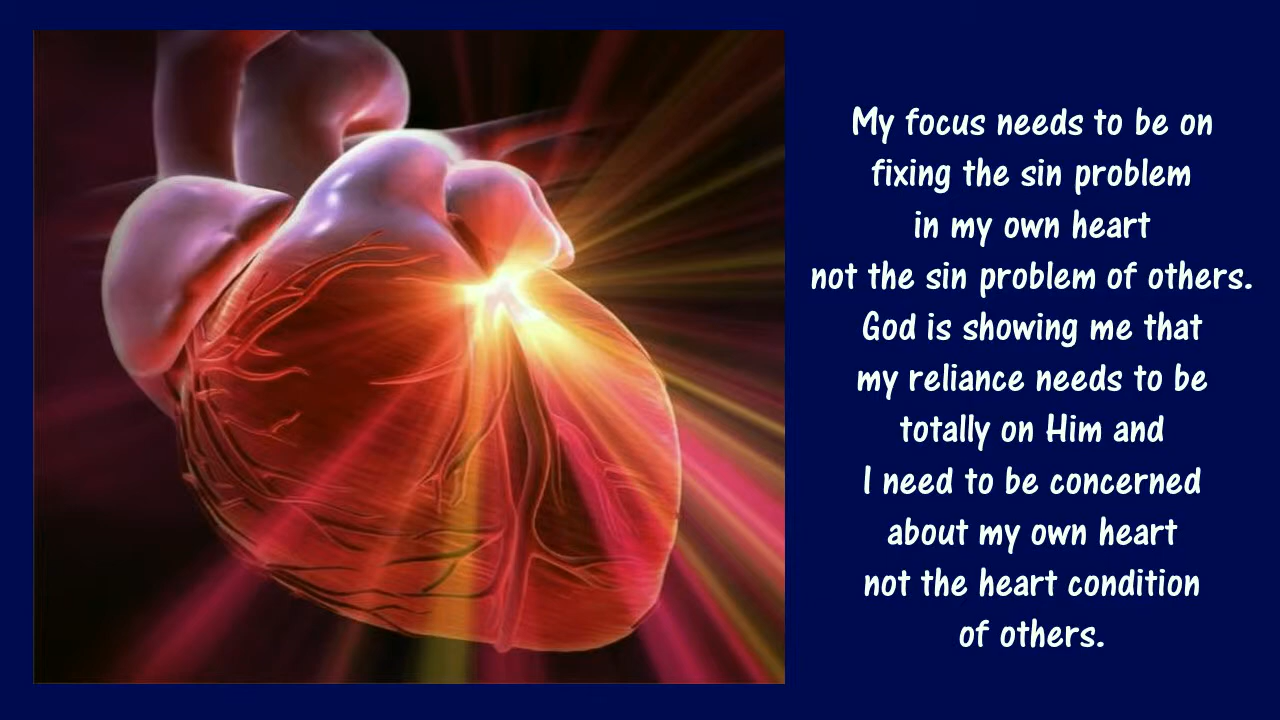 My focus needs to be on
fixing the sin problem
in my own heart
not the sin problem of others.
God is showing me that
my reliance needs to be
totally on Him and
I need to be concerned
about my own heart
not the heart condition
of others.